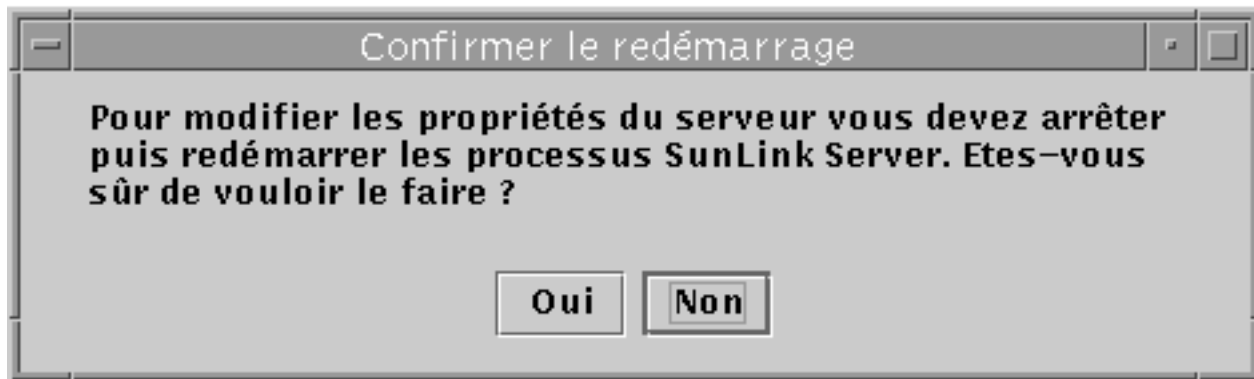 Confirmer le redémarrage
Pour modifier les propriétés du serveur vous devez arrêter
puis redémarrer les processus SunLink Server. Etes-vous
sûr de vouloir le faire ?
Oui Non